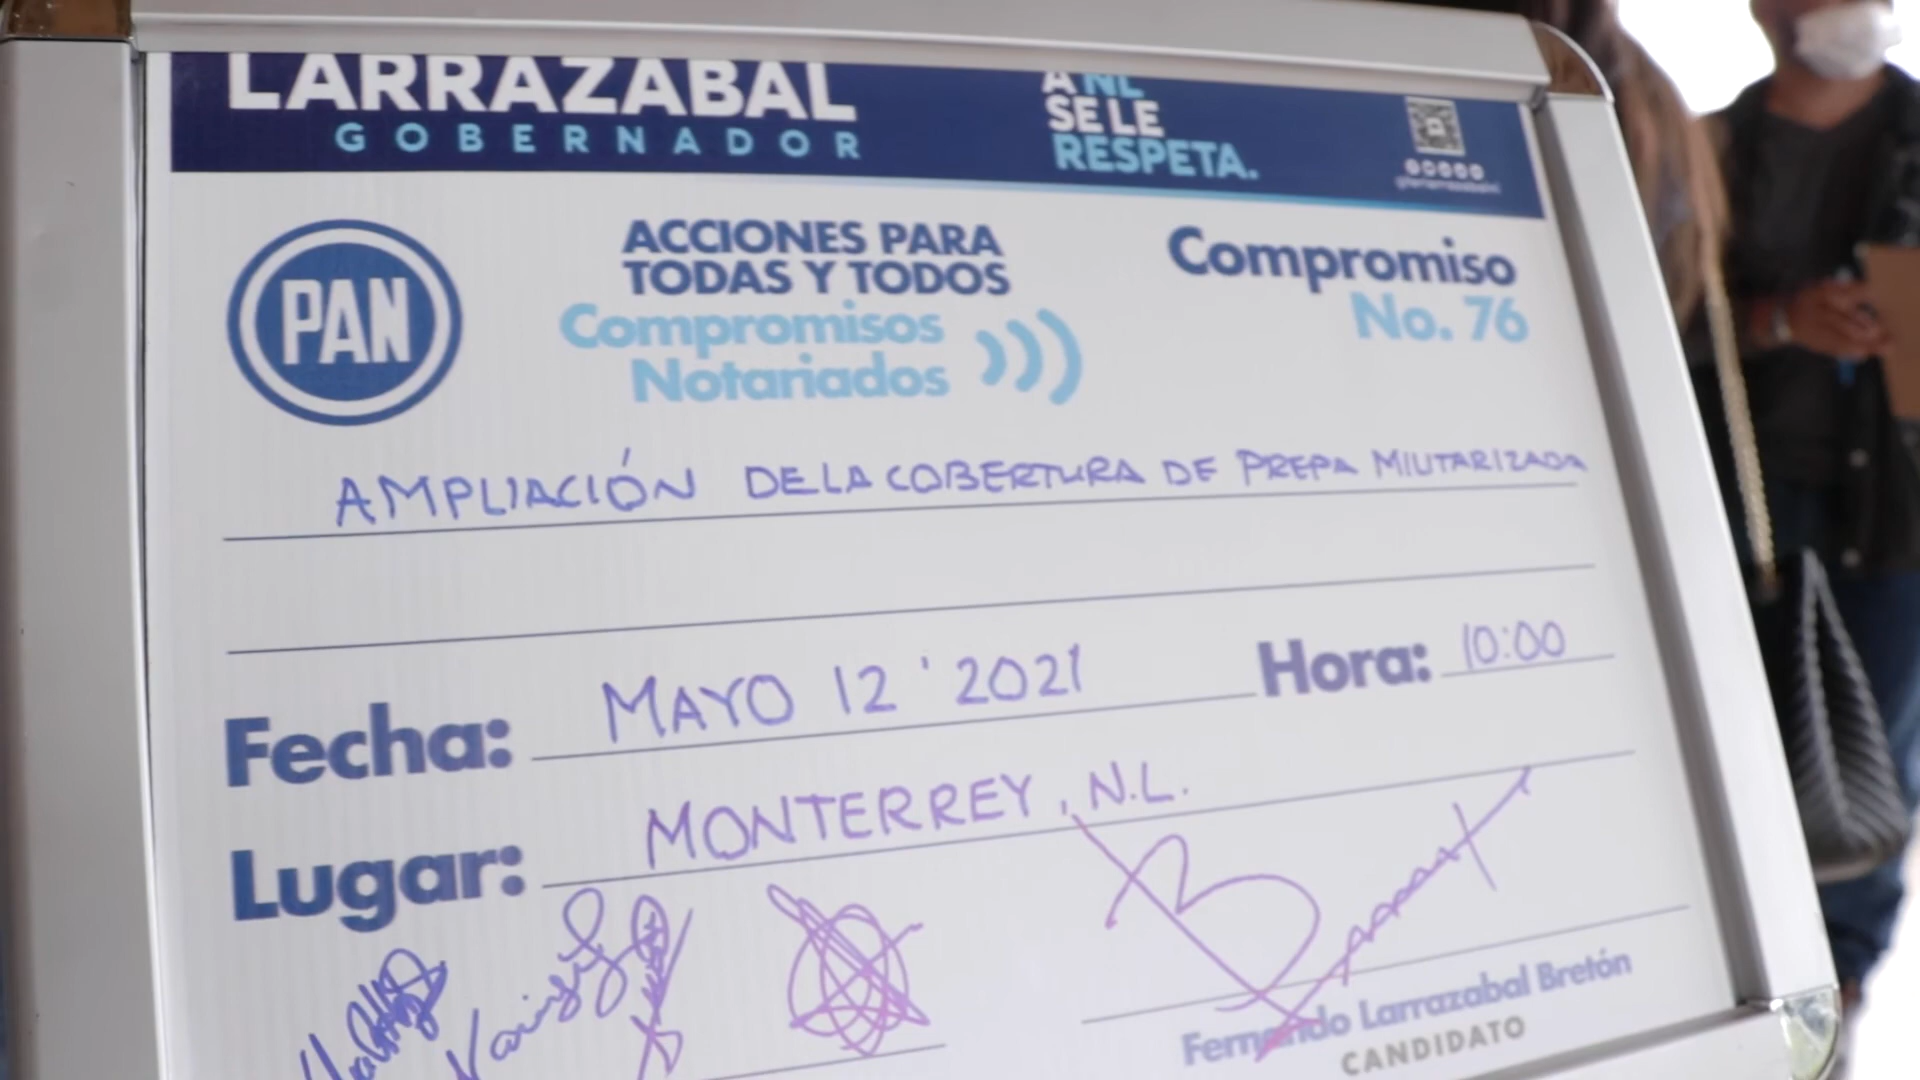 LARRAZABAL
GOBERNADOR
A NL
SE LE
RESPETA.
PAN
ACCIONES PARA
TODAS Y TODOS
Compromisos
Notariados
Compromiso
No. 76
AMPLIACIÓN DE LA COBERTURA DE PREPA MILITARIZADA
Fecha: MAYO 12 ' 2021 Hora: 10:00
Lugar: MONTERREY, N.L.
Fernando Larrazabal Bretón
CANDIDATO